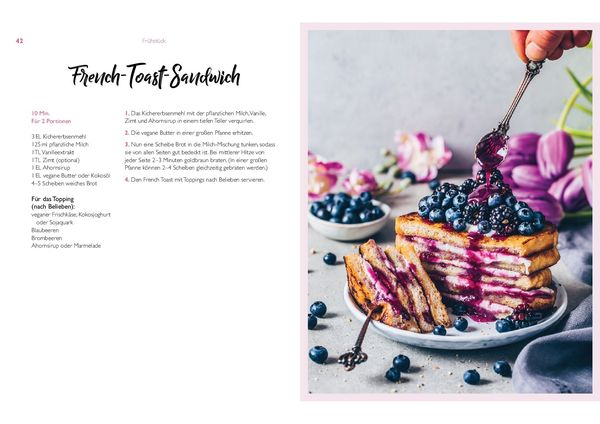 42
Frühstück
French-Toast-Sandwich
10 Min.
Für 2 Portionen
3 EL Kichererbsenmehl
125 ml pflanzliche Milch
1 TL Vanilleextrakt
1 TL Zimt (optional)
1 EL Ahornsirup
1 EL vegane Butter oder Kokosöl
4–5 Scheiben weiches Brot
Für das Topping
(nach Belieben):
veganer Frischkäse, Kokosjoghurt
oder Sojaquark
Blaubeeren
Brombeeren
Ahornsirup oder Marmelade
1. Das Kichererbsenmehl mit der pflanzlichen Milch, Vanille,
Zimt und Ahornsirup in einem tiefen Teller verquirlen.
2. Die vegane Butter in einer großen Pfanne erhitzen.
3. Nun eine Scheibe Brot in die Milch-Mischung tunken, sodass
sie von allen Seiten gut bedeckt ist. Bei mittlerer Hitze von
jeder Seite 2–3 Minuten goldbraun braten. (In einer großen
Pfanne können 2–4 Scheiben gleichzeitig gebraten werden.)
4. Den French Toast mit Toppings nach Belieben servieren.